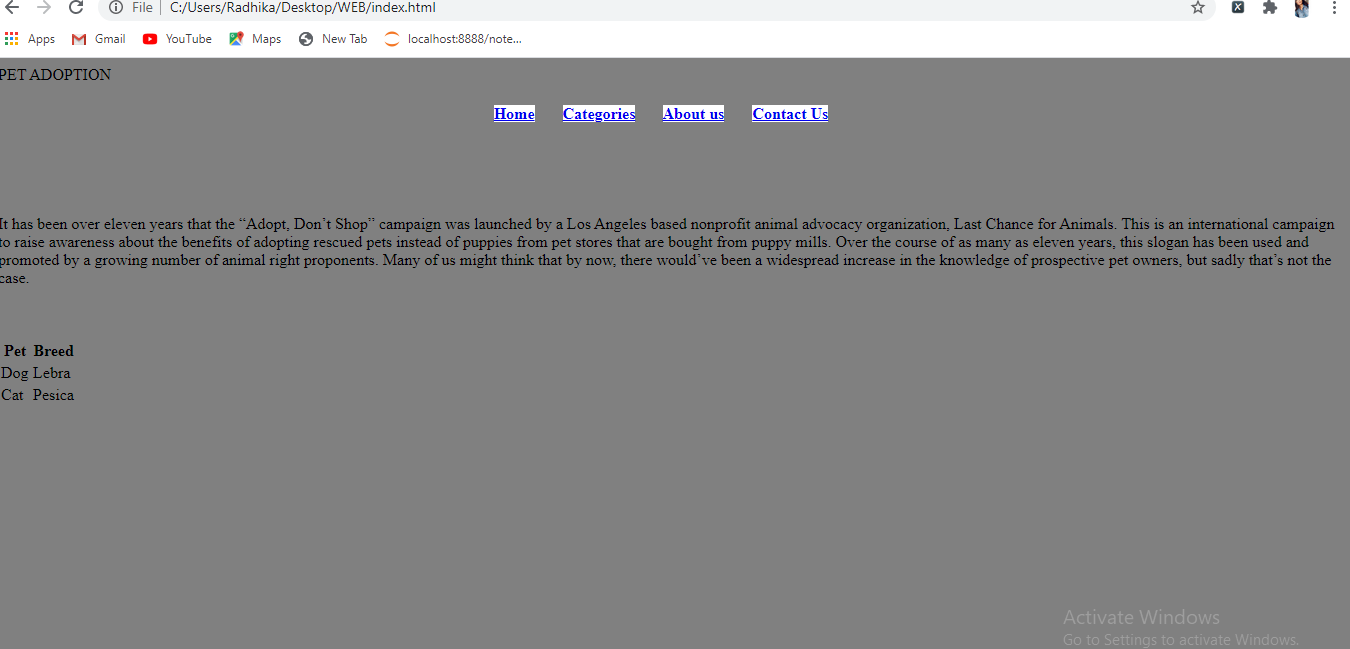 File C:/Users/Radhika/Desktop/WEB/index.html
Apps Gmail YouTube Maps New Tab localhost:8888/note...
PET ADOPTION
Home Categories About us Contact Us
It has been over eleven years that the “Adopt, Don’t Shop” campaign was launched by a Los Angeles based nonprofit animal advocacy organization, Last Chance for Animals. This is an international campaign
to raise awareness about the benefits of adopting rescued pets instead of puppies from pet stores that are bought from puppy mills. Over the course of as many as eleven years, this slogan has been used and
promoted by a growing number of animal right proponents. Many of us might think that by now, there would’ve been a widespread increase in the knowledge of prospective pet owners, but sadly that’s not the
case.
Pet Breed
Dog Lebra
Cat Pesica
Activate Windows
Go to Settings to activate Windows.